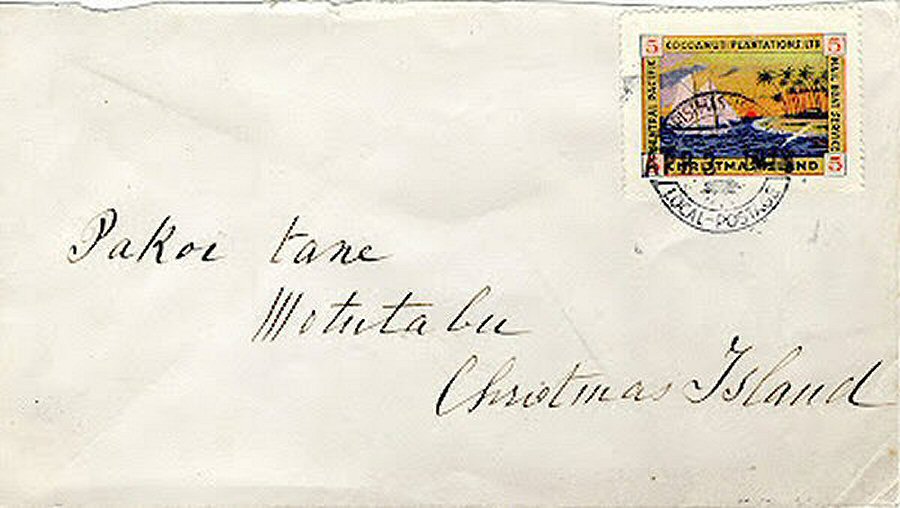 5 COCOANUT PLANTATIONS LTD 5
CENTRAL PACIFIC
MAIL BOAT SERVICE
5 CHRISTMAS ISLAND 5
LOCAL-POSTAGE
Pakoi tane
Motutabu
Christmas Island